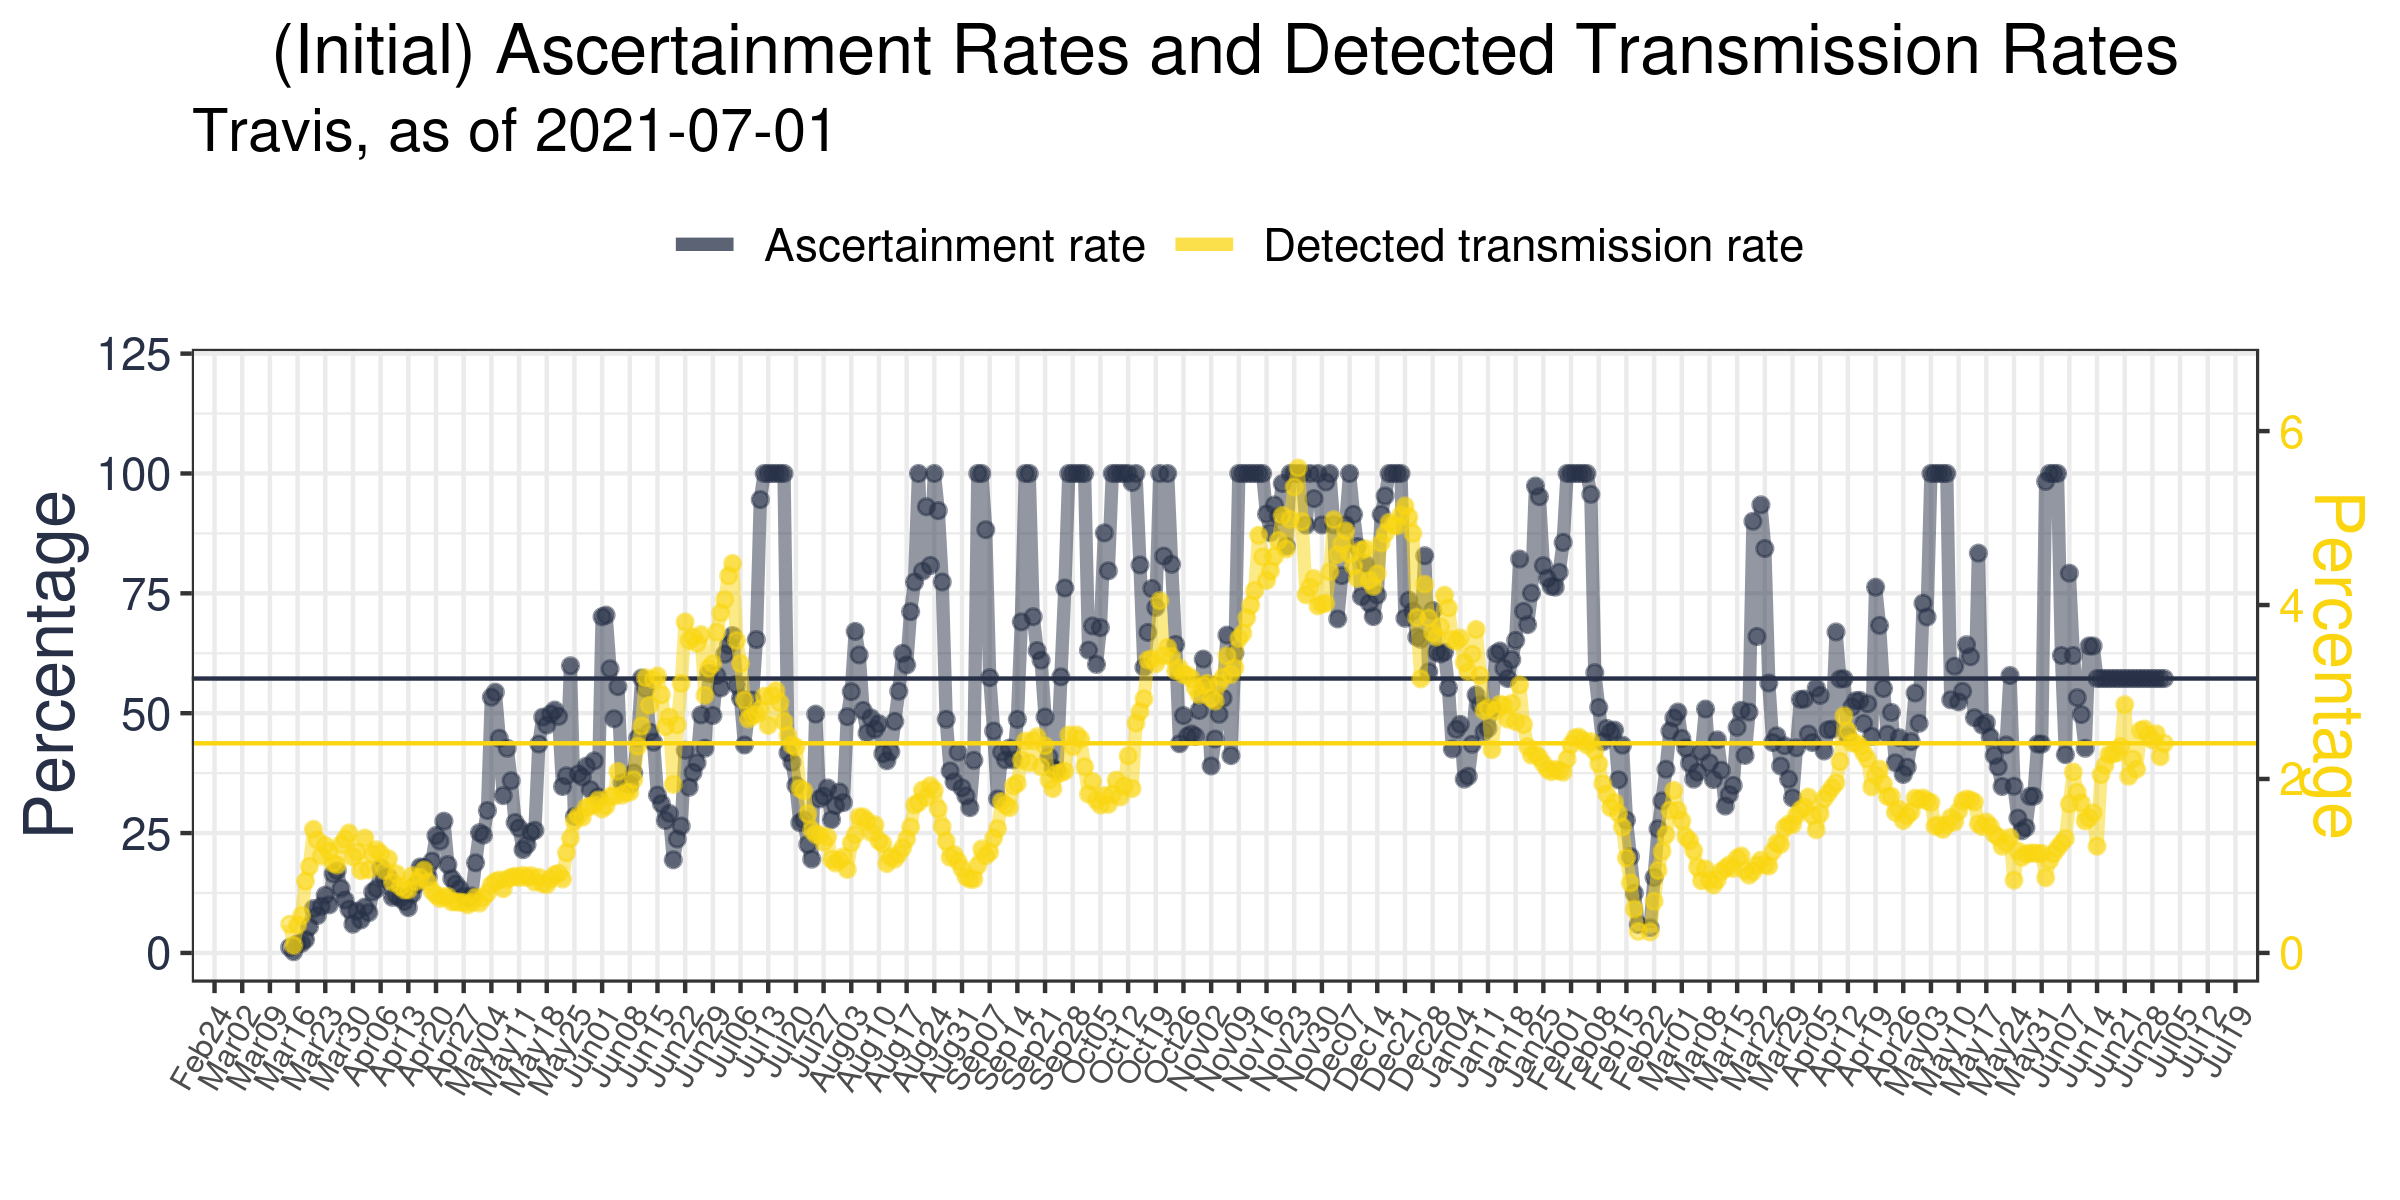 (Initial) Ascertainment Rates and Detected Transmission Rates
Travis, as of 2021-07-01
Ascertainment rate
Detected transmission rate
Percentage
125
100
75
50
25
0
6
4
2
0
Percentage
Feb24
Mar02
Mar09
Mar16
Mar23
Mar30
Apr06
Apr13
Apr20
Apr27
May04
May11
May18
May25
Jun01
Jun08
Jun15
Jun22
Jun29
Jul06
Jul13
Jul20
Jul27
Aug03
Aug10
Aug17
Aug24
Aug31
Sep07
Sep14
Sep21
Sep28
Oct05
Oct12
Oct19
Oct26
Nov02
Nov09
Nov16
Nov23
Nov30
Dec07
Dec14
Dec21
Dec28
Jan04
Jan11
Jan18
Jan25
Feb01
Feb08
Feb15
Feb22
Mar01
Mar08
Mar15
Mar22
Mar29
Apr05
Apr12
Apr19
Apr26
May03
May10
May17
May24
May31
Jun07
Jun14
Jun21
Jun28
Jul05
Jul12
Jul19